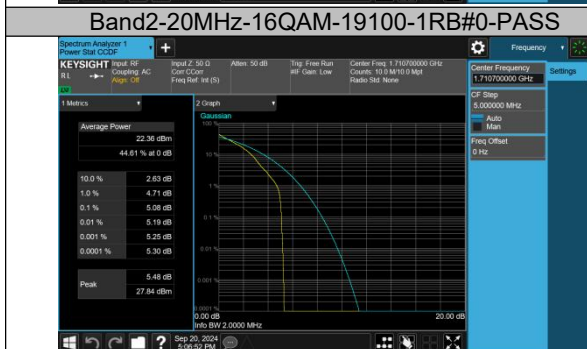 Band2-20MHz-16QAM-19100-1RB#0-PASS
Spectrum Analyzer 1
Power Stat CCDF
+
Frequency
KEYSIGHT Input: RF Input Z: 50 Ω Atten: 50 dB Trig: Free Run Center Freq: 1.710700000 GHz
R L Coupling: AC Corr CCorr #IF Gain: Low Counts: 10.0 M/10.0 Mpt
Align: Off Freq Ref: Int (S) Radio Std: None
Center Frequency
1.710700000 GHz
Settings
CF Step
5.000000 MHz
Auto
Man
Freq Offset
0 Hz
1 Metrics
2 Graph
Average Power
22.36 dBm
44.61 % at 0 dB
10.0 % 2.63 dB
1.0 % 4.71 dB
0.1 % 5.08 dB
0.01 % 5.19 dB
0.001 % 5.25 dB
0.0001 % 5.30 dB
Peak 5.48 dB
27.84 dBm
Gaussian
100 %
10 %
1 %
0.1 %
0.01 %
0.001 %
0.0001 %
0.00 dB 20.00 dB
Info BW 2.0000 MHz
? Sep 20, 2024
5:06:52 PM